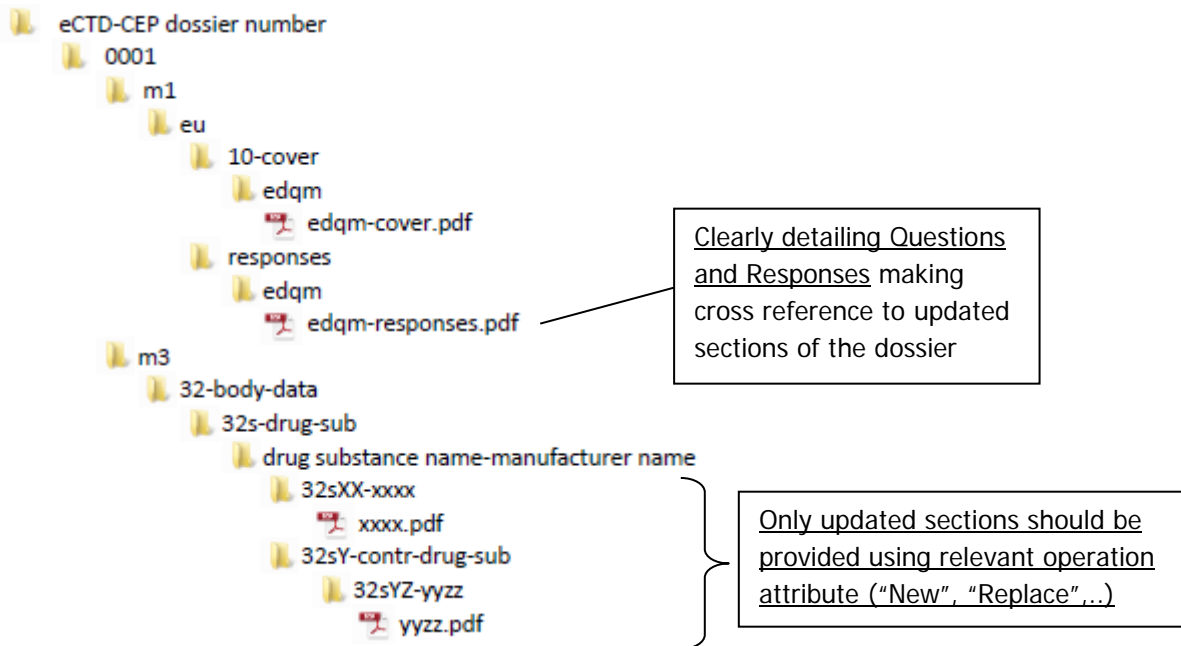 eCTD-CEP dossier number
0001
m1
eu
10-cover
edqm
edqm-cover.pdf
responses
edqm
edqm-responses.pdf
Clearly detailing Questions
and Responses making
cross reference to updated
sections of the dossier
m3
32-body-data
32s-drug-sub
drug substance name-manufacturer name
32sXX-xxxx
xxxx.pdf
32sY-contr-drug-sub
32sYZ-yyzz
yyzz.pdf
Only updated sections should be
provided using relevant operation
attribute (“New”, “Replace”,..)